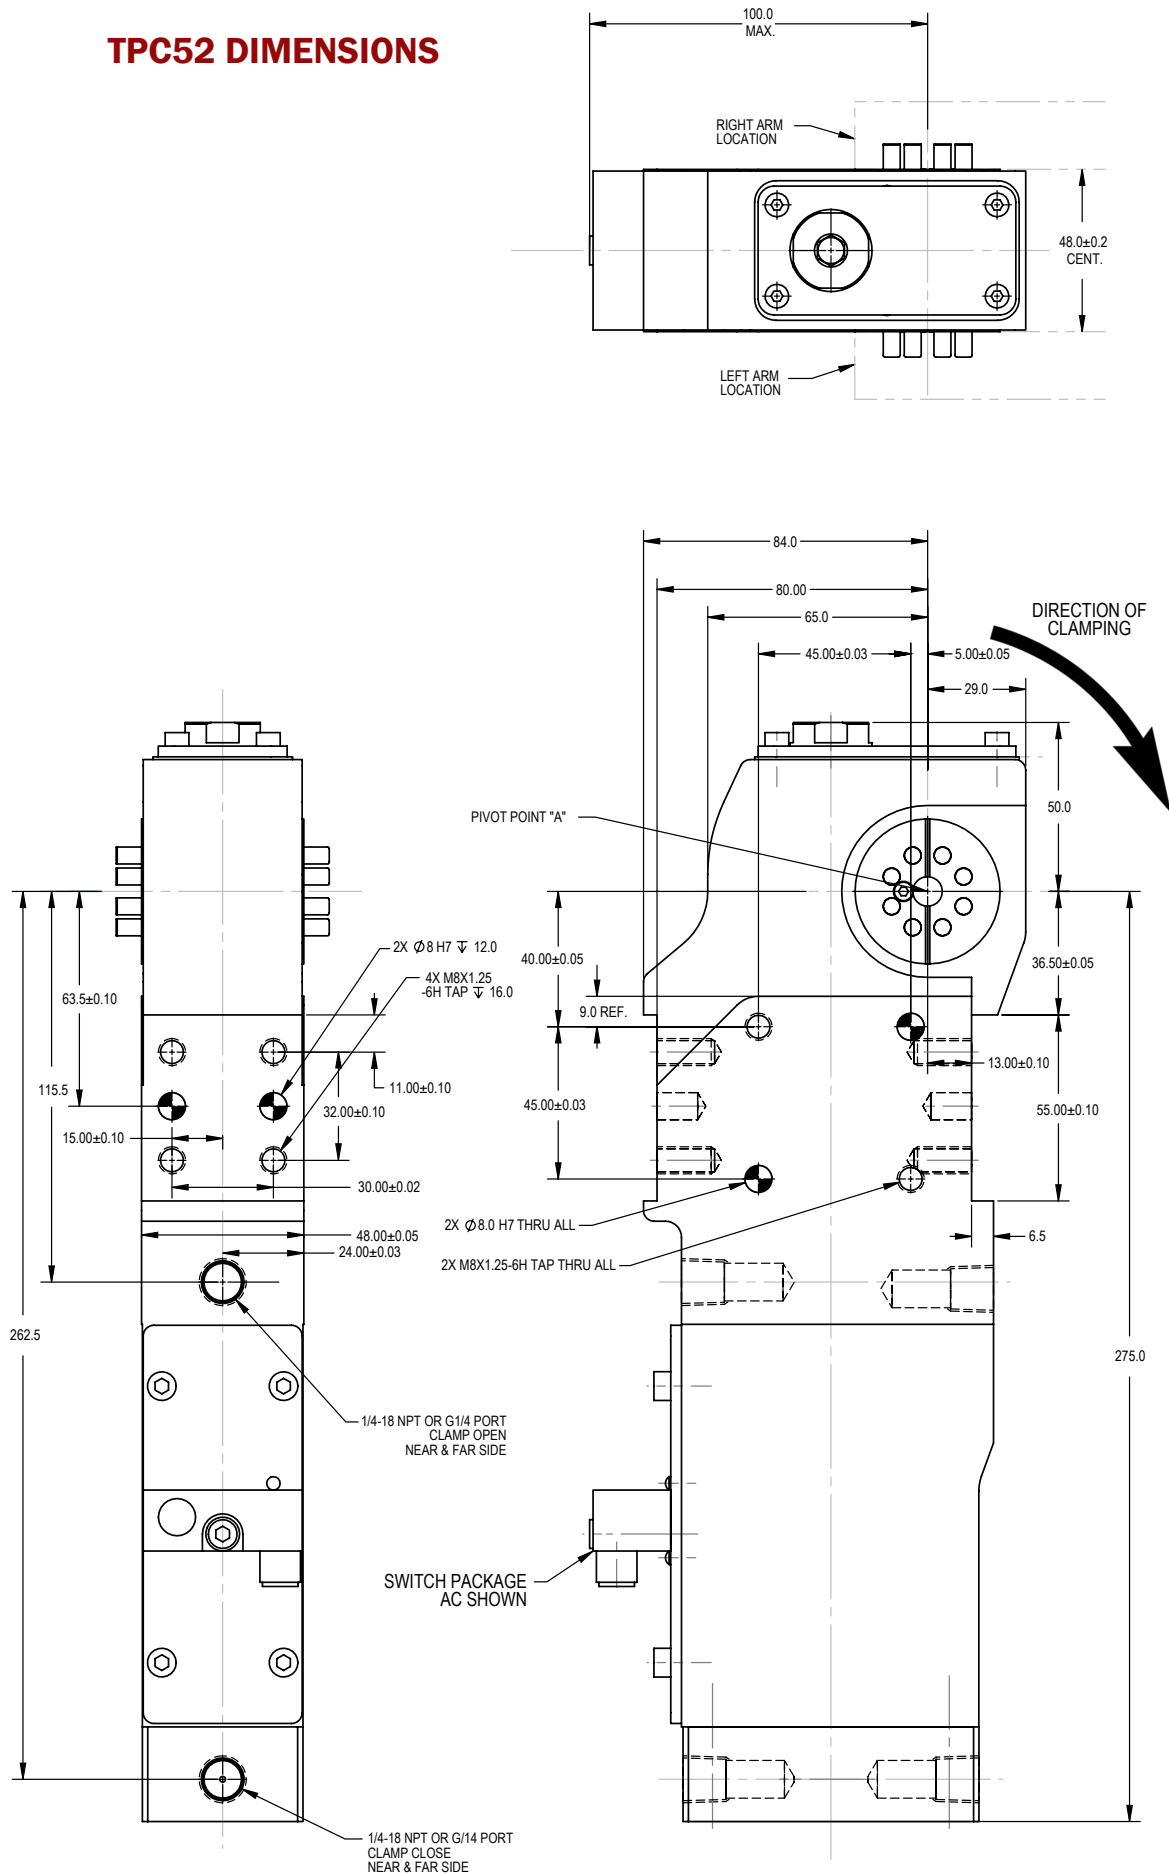 TPC52 DIMENSIONS
100.0
MAX.
RIGHT ARM
LOCATION
48.0±0.2
CENT.
LEFT ARM
LOCATION
84.0
80.00
65.0
45.00±0.03
5.00±0.05
29.0
DIRECTION OF
CLAMPING
50.0
PIVOT POINT "A"
40.00±0.05
36.50±0.05
9.0 REF.
13.00±0.10
45.00±0.03
55.00±0.10
2X Ø8 H7 ↧ 12.0
4X M8X1.25
-6H TAP ↧ 16.0
63.5±0.10
115.5
11.00±0.10
32.00±0.10
15.00±0.10
30.00±0.02
48.00±0.05
24.00±0.03
2X Ø8.0 H7 THRU ALL
2X M8X1.25-6H TAP THRU ALL
6.5
262.5
275.0
1/4-18 NPT OR G1/4 PORT
CLAMP OPEN
NEAR & FAR SIDE
SWITCH PACKAGE
AC SHOWN
1/4-18 NPT OR G/14 PORT
CLAMP CLOSE
NEAR & FAR SIDE